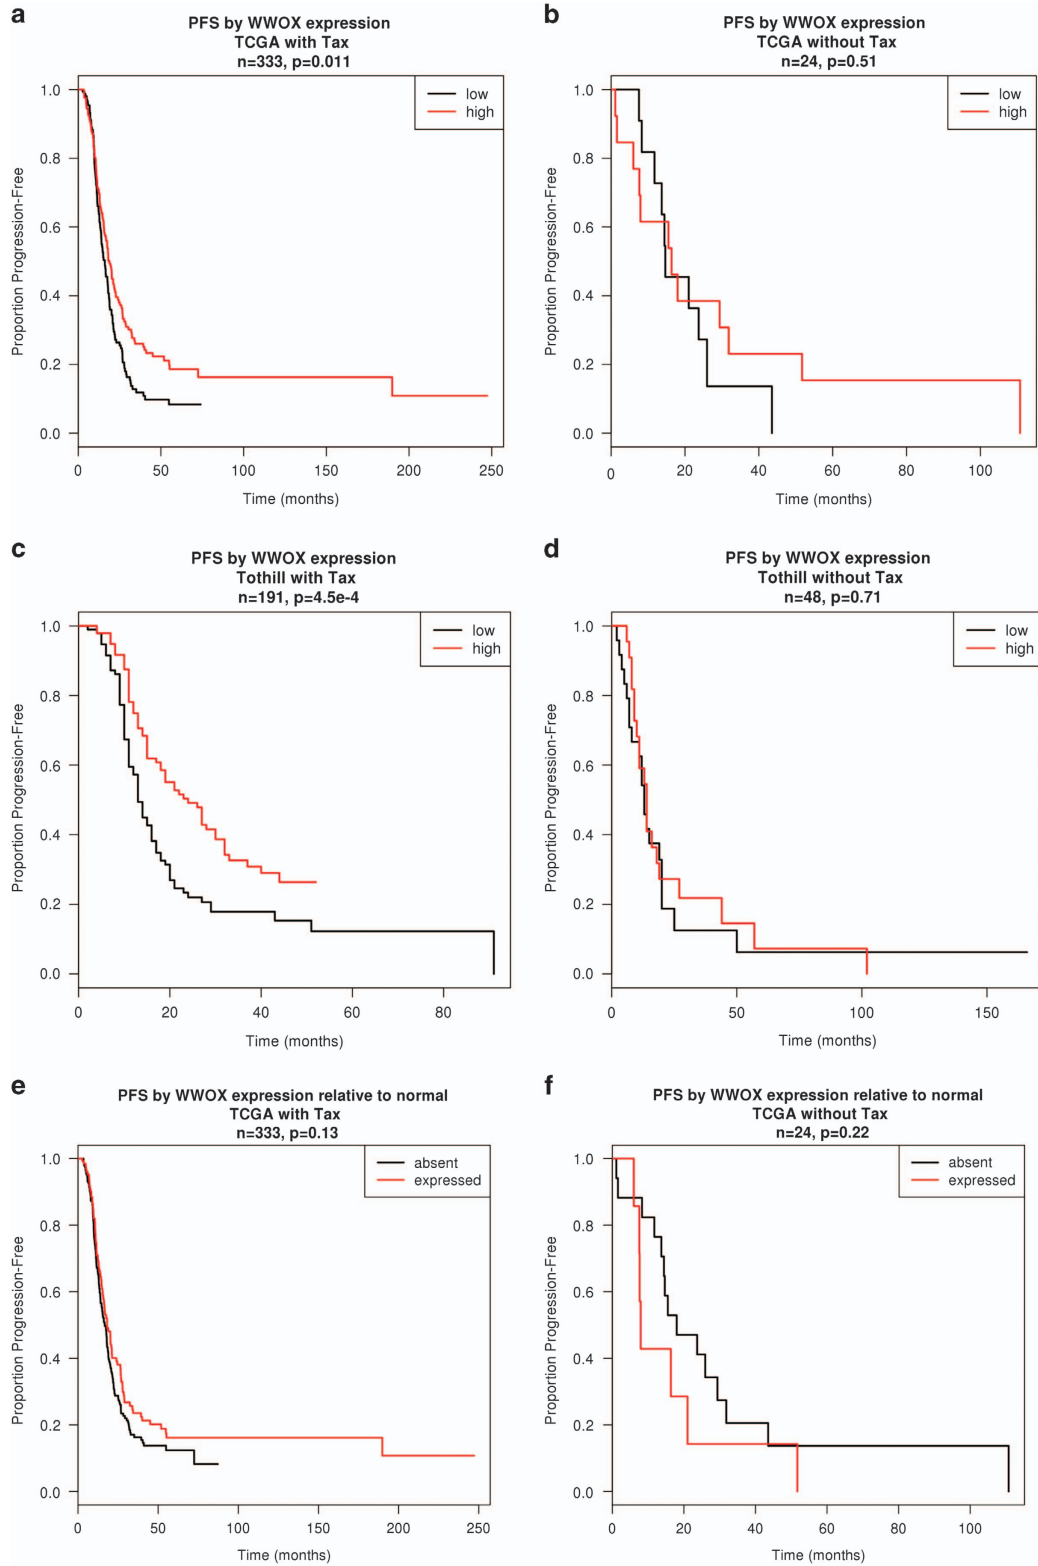 a
PFS by WWOX expression
TCGA with Tax
n=333, p=0.011
low
high
1.0
0.8
0.6
0.4
0.2
0.0
Proportion Progression-Free
0 50 100 150 200 250
Time (months)
b
PFS by WWOX expression
TCGA without Tax
n=24, p=0.51
low
high
1.0
0.8
0.6
0.4
0.2
0.0
Proportion Progression-Free
0 20 40 60 80 100
Time (months)
c
PFS by WWOX expression
Tothill with Tax
n=191, p=4.5e-4
low
high
1.0
0.8
0.6
0.4
0.2
0.0
Proportion Progression-Free
0 20 40 60 80
Time (months)
d
PFS by WWOX expression
Tothill without Tax
n=48, p=0.71
low
high
1.0
0.8
0.6
0.4
0.2
0.0
Proportion Progression-Free
0 50 100 150
Time (months)
e
PFS by WWOX expression relative to normal
TCGA with Tax
n=333, p=0.13
absent
expressed
1.0
0.8
0.6
0.4
0.2
0.0
Proportion Progression-Free
0 50 100 150 200 250
Time (months)
f
PFS by WWOX expression relative to normal
TCGA without Tax
n=24, p=0.22
absent
expressed
1.0
0.8
0.6
0.4
0.2
0.0
Proportion Progression-Free
0 20 40 60 80 100
Time (months)